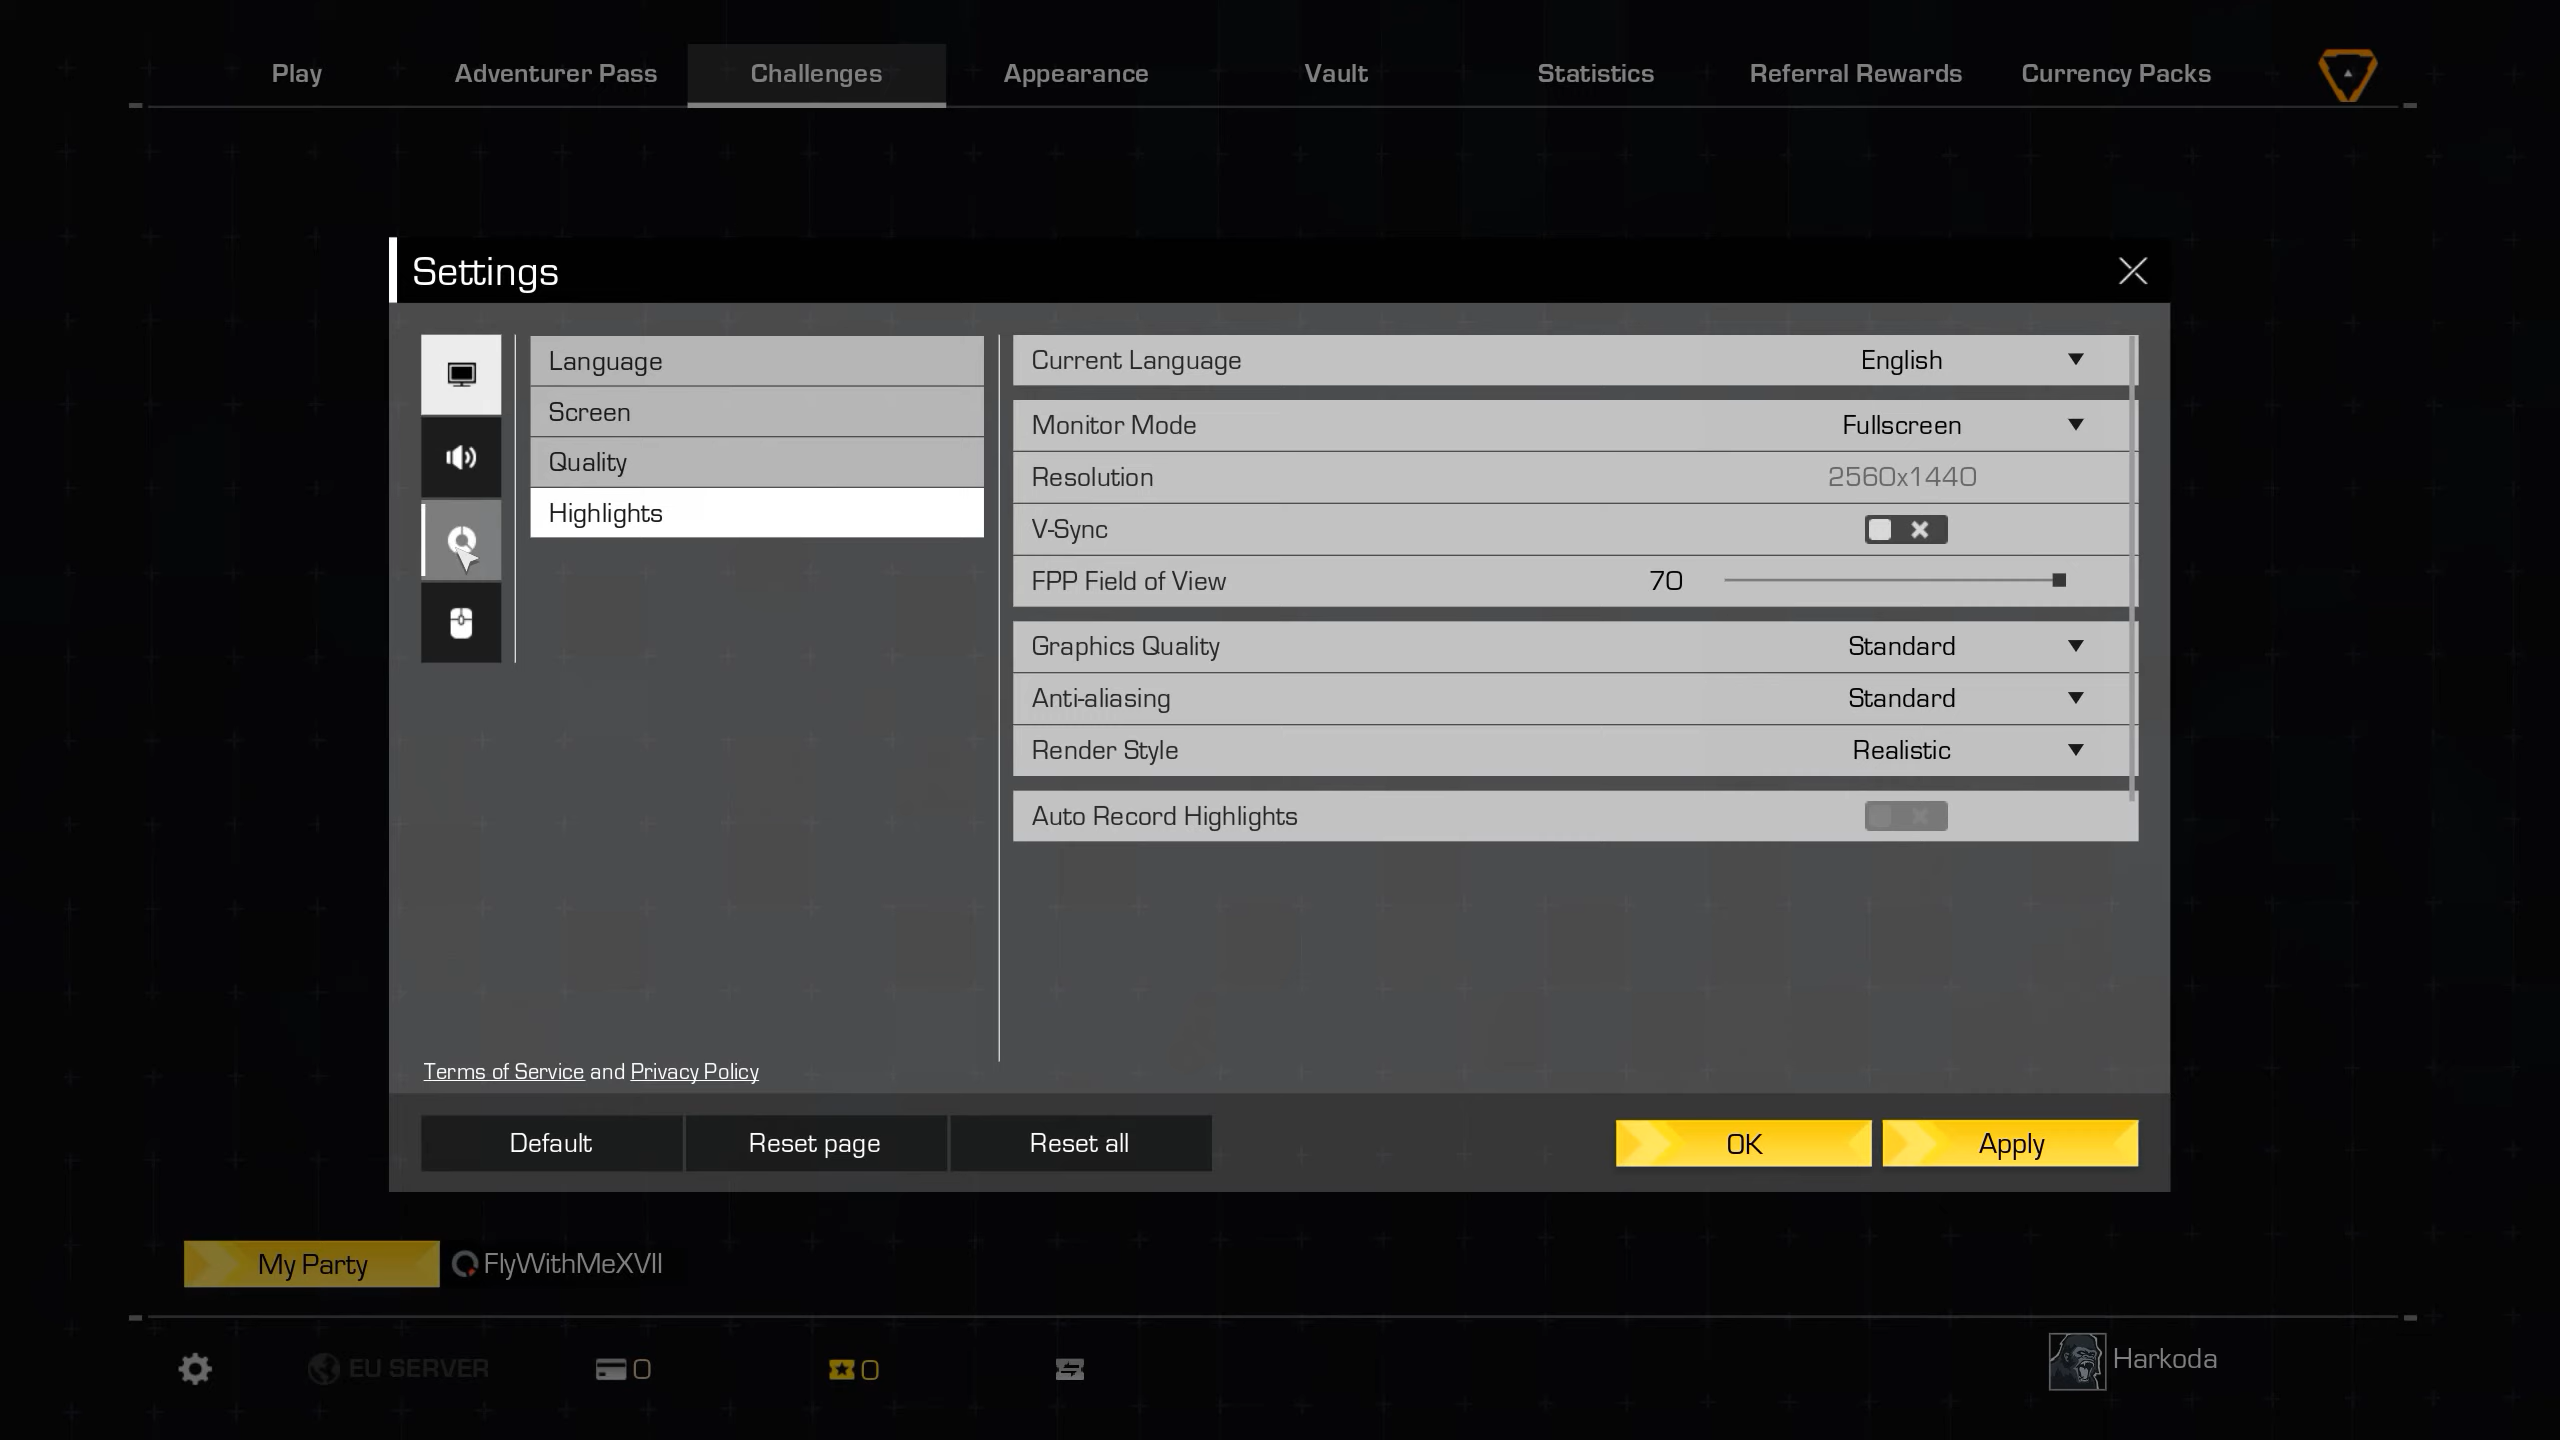 Play Adventurer Pass Challenges Appearance Vault Statistics Referral Rewards Currency Packs
Settings
Language
Screen
Quality
Highlights
Current Language English
Monitor Mode Fullscreen
Resolution 2560x1440
V-Sync
FPP Field of View 70
Graphics Quality Standard
Anti-aliasing Standard
Render Style Realistic
Auto Record Highlights
Terms of Service and Privacy Policy
Default Reset page Reset all OK Apply
My Party FlyWithMeXVII
EU SERVER 0 0 Harkoda